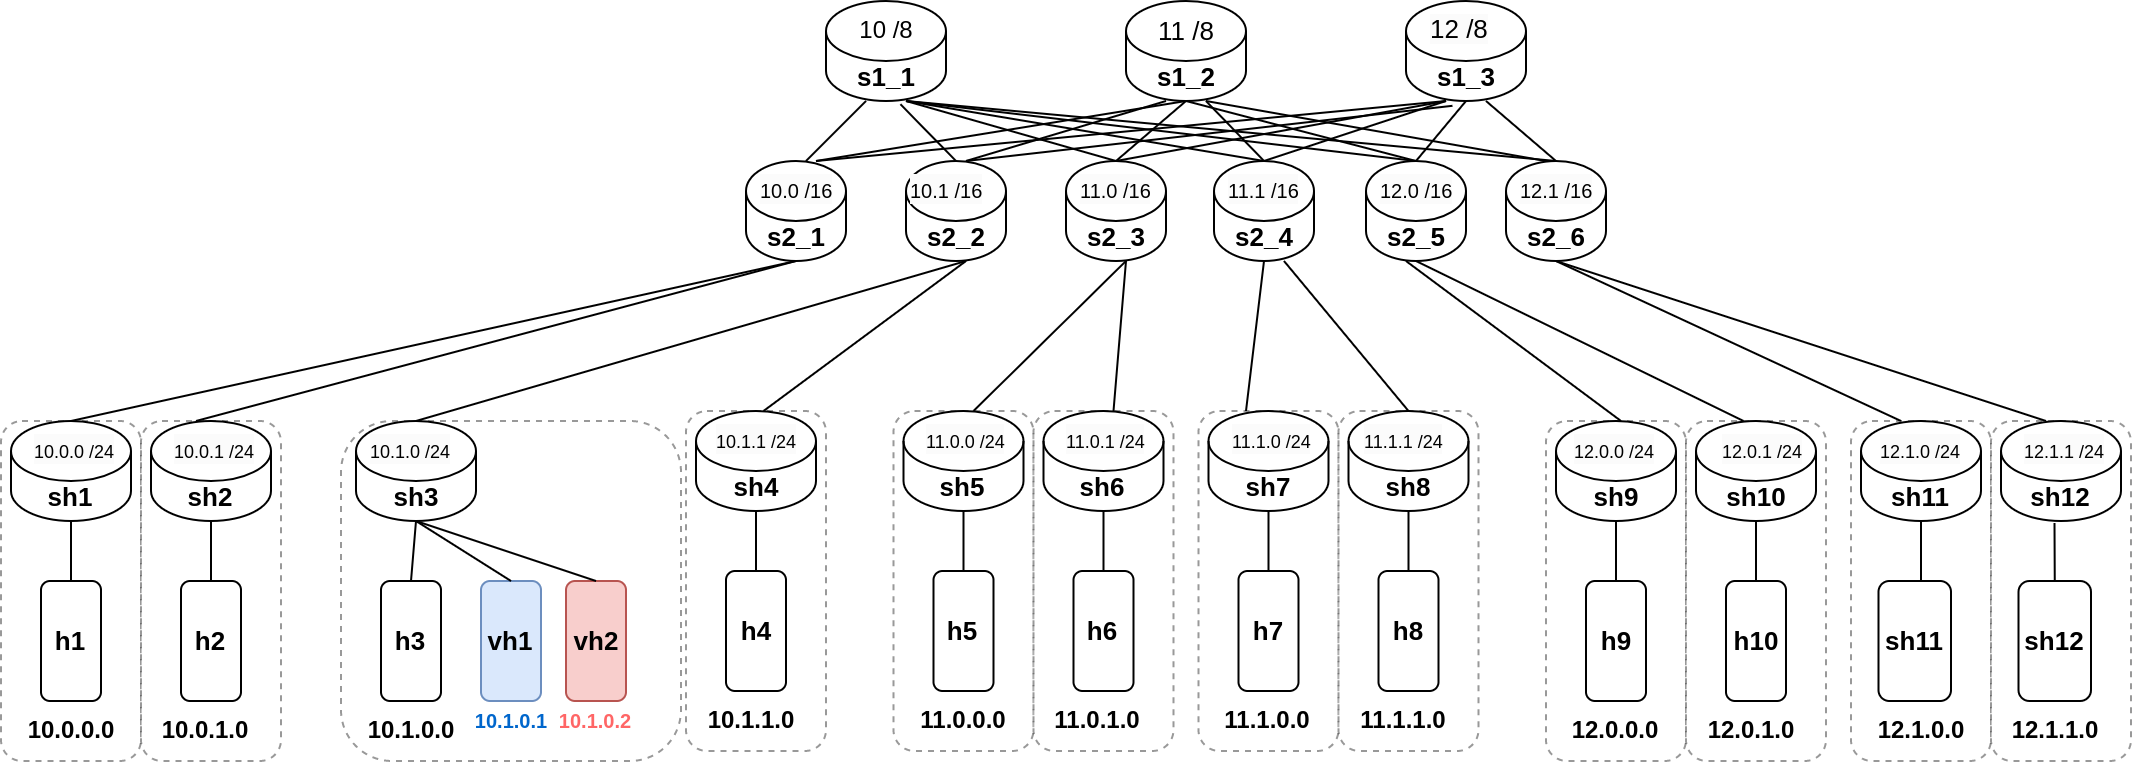 10 /8
11 /8
12 /8
s1_1
s1_2
s1_3
10.0 /16
10.1 /16
11.0 /16
11.1 /16
12.0 /16
12.1 /16
s2_1
s2_2
s2_3
s2_4
s2_5
s2_6
10.0.0 /24
10.0.1 /24
10.1.0 /24
10.1.1 /24
11.0.0 /24
11.0.1 /24
11.1.0 /24
11.1.1 /24
12.0.0 /24
12.0.1 /24
12.1.0 /24
12.1.1 /24
sh1
sh2
sh3
sh4
sh5
sh6
sh7
sh8
sh9
sh10
sh11
sh12
h1
h2
h3
vh1
vh2
h4
h5
h6
h7
h8
h9
h10
sh11
sh12
10.0.0.0
10.0.1.0
10.1.0.0
10.1.0.1
10.1.0.2
10.1.1.0
11.0.0.0
11.0.1.0
11.1.0.0
11.1.1.0
12.0.0.0
12.0.1.0
12.1.0.0
12.1.1.0